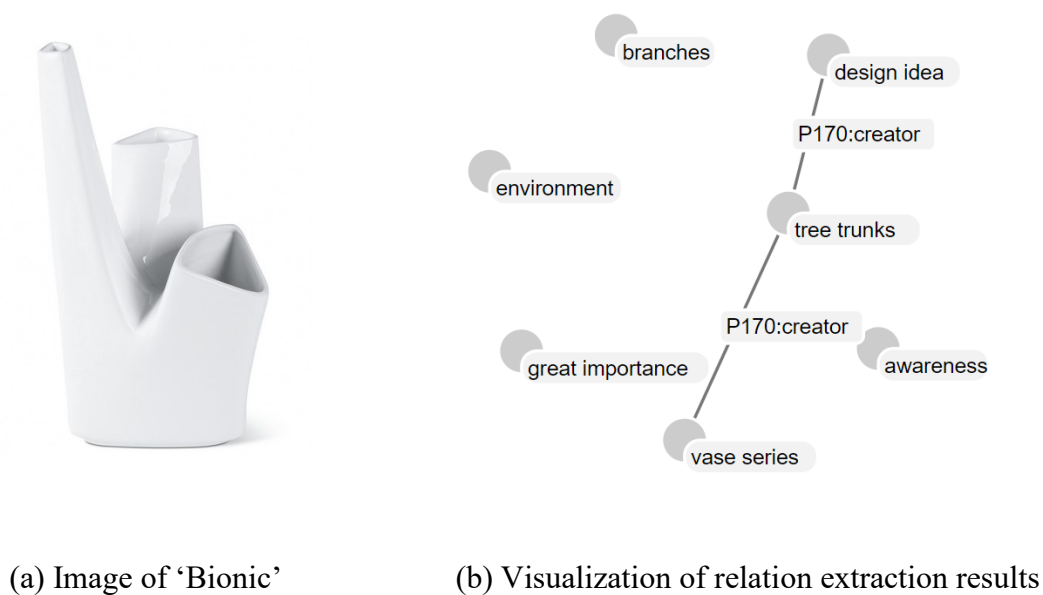 branches
design idea
P170:creator
environment
tree trunks
P170:creator
great importance
awareness
vase series
(a) Image of ‘Bionic’
(b) Visualization of relation extraction results